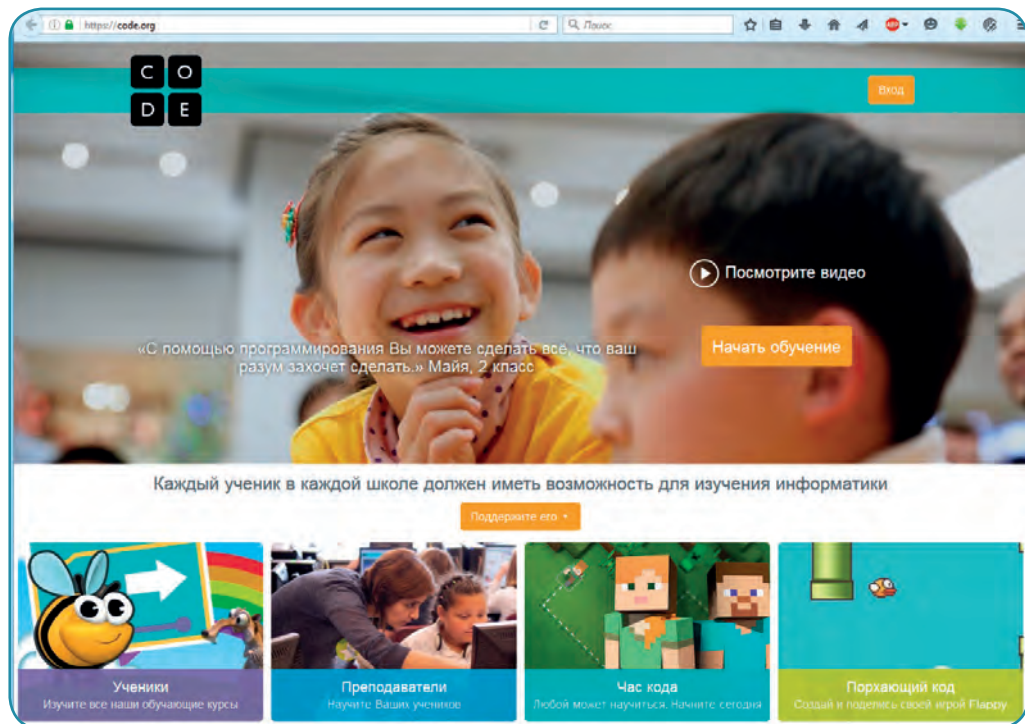 https://code.org
Поиск
C O
D E
Вход
Посмотрите видео
«С помощью программирования Вы можете сделать всё, что ваш
разум захочет сделать.» Майя, 2 класс
Начать обучение
Каждый ученик в каждой школе должен иметь возможность для изучения информатики
Поддержите его
Ученики
Изучите все наши обучающие курсы
Преподаватели
Научите Ваших учеников
Час кода
Любой может научиться. Начните сегодня
Порхающий код
Создай и поделись своей игрой Flappy